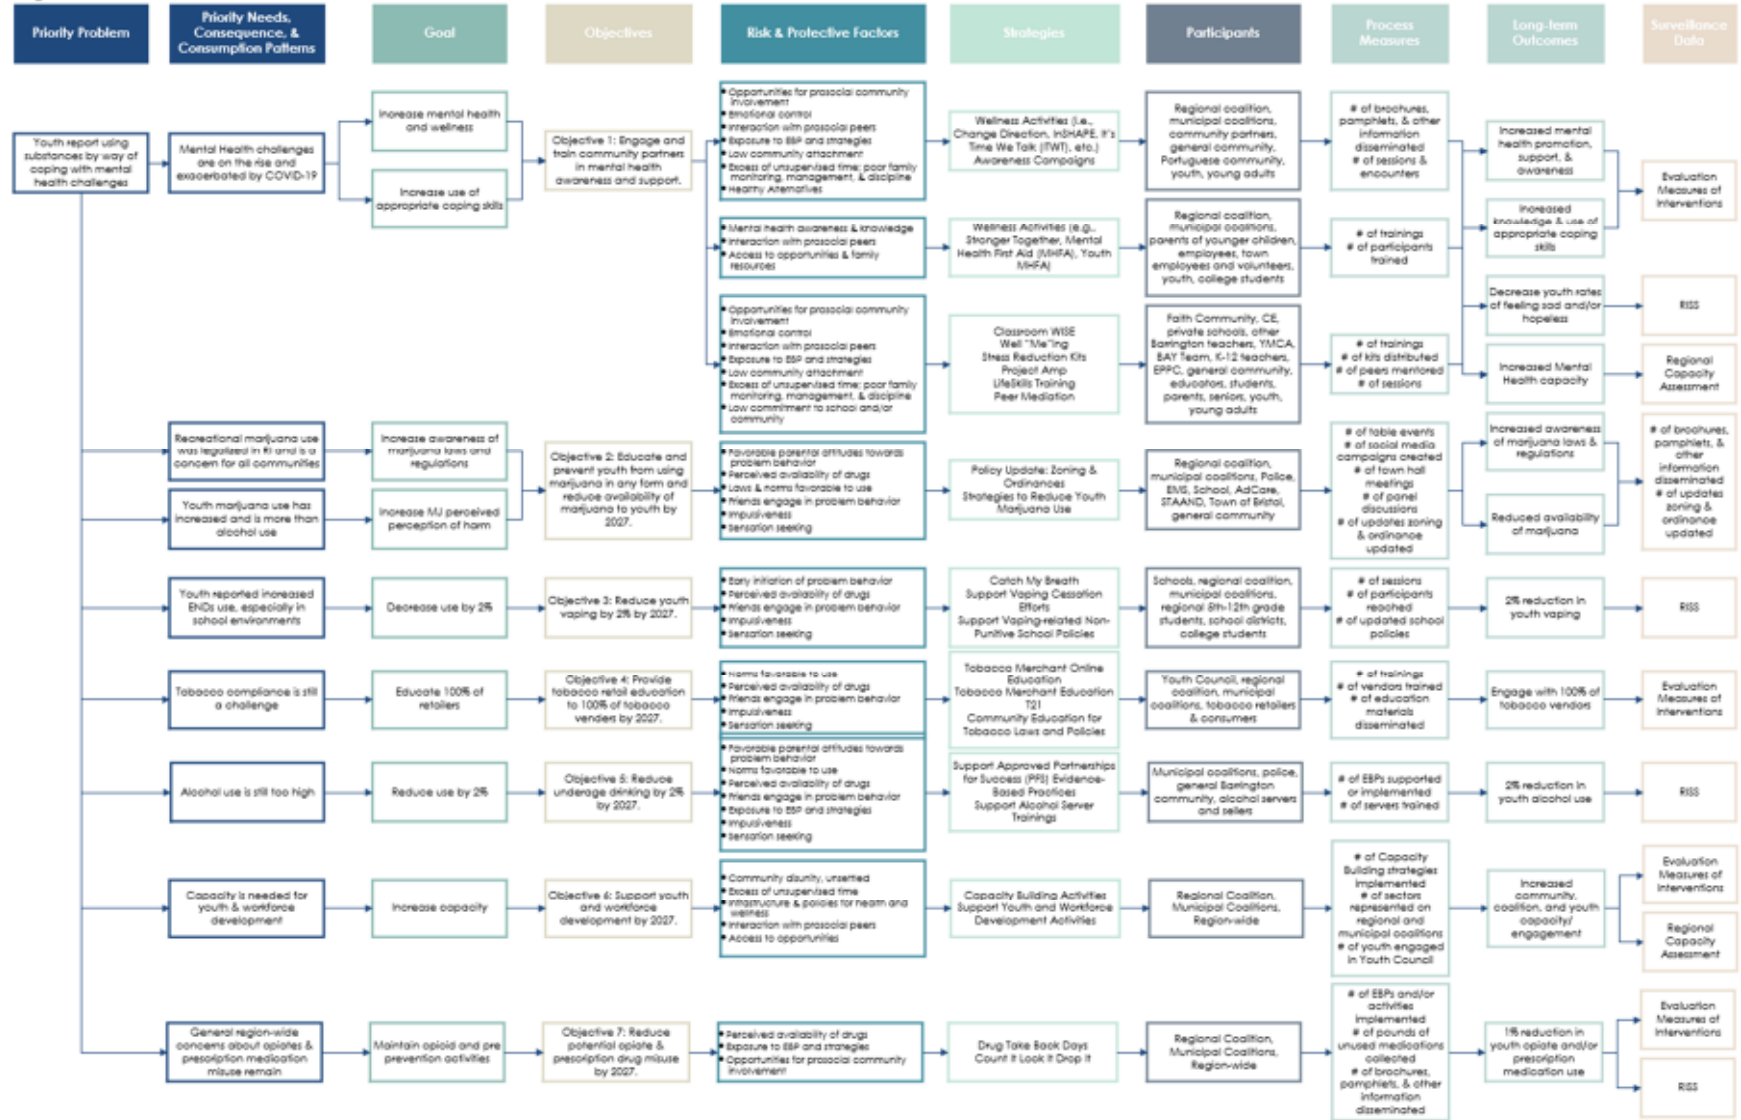 Priority Problem
Priority Needs,
Consequence, &
Consumption Patterns
Goal
Objectives
Risk & Protective Factors
Strategies
Participants
Process
Measures
Long-term
Outcomes
Surveillance
Data
Youth report using
substances by way of
coping with mental
health challenges
Mental Health challenges
are on the rise and
exacerbated by COVID-19
Increase mental health
and wellness
Increase use of
appropriate coping skills
Objective 1: Engage and
train community partners
in mental health
awareness and support.
Opportunities for prosocial community
involvement
Emotional control
Interaction with prosocial peers
Exposure to EBP and strategies
Low community attachment
Excess of unsupervised time; poor family
monitoring, management, & discipline
Healthy Alternatives
Wellness Activities (i.e.,
Change Direction, InSHAPE, It's
Time We Talk (ITWT), etc.)
Awareness Campaigns
Regional coalition,
municipal coalitions,
community partners,
general community,
Portuguese community,
youth, young adults
# of brochures,
pamphlets, & other
information
disseminated
# of sessions &
encounters
Increased mental
health promotion,
support, &
awareness
Evaluation
Measures of
Interventions
Mental health awareness & knowledge
Interaction with prosocial peers
Access to opportunities & family
resources
Wellness Activities (e.g.,
Stronger Together, Mental
Health First Aid (MHFA), Youth
MHFA)
Regional coalition,
municipal coalitions,
parents of younger children,
employees, town
employees and volunteers,
youth, college students
# of trainings
# of participants
trained
Increased
knowledge & use of
appropriate coping
skills
Decrease youth rates
of feeling sad and/or
hopeless
RISS
Opportunities for prosocial community
involvement
Emotional control
Interaction with prosocial peers
Exposure to EBP and strategies
Low community attachment
Excess of unsupervised time; poor family
monitoring, management, & discipline
Low commitment to school and/or
community
Classroom WISE
Well "Me"ing
Stress Reduction Kits
Project Amp
LifeSkills Training
Peer Mediation
Faith Community, CE,
private schools, other
Barrington teachers, YMCA,
BAY Team, K-12 teachers,
EPPC, general community,
educators, students,
parents, seniors, youth,
young adults
# of trainings
# of kits distributed
# of peers mentored
# of sessions
Increased Mental
Health capacity
Regional
Capacity
Assessment
Recreational marijuana use
was legalized in RI and is a
concern for all communities
Youth marijuana use has
increased and is more than
alcohol use
Increase awareness of
marijuana laws and
regulations
Increase MJ perceived
perception of harm
Objective 2: Educate and
prevent youth from using
marijuana in any form and
reduce availability of
marijuana to youth by
2027.
Favorable parental attitudes towards
problem behavior
Perceived availability of drugs
Laws & norms favorable to use
Friends engage in problem behavior
Impulsiveness
Sensation seeking
Policy Update: Zoning &
Ordinances
Strategies to Reduce Youth
Marijuana Use
Regional coalition,
municipal coalitions, Police,
EMS, School, AdCare,
STAAND, Town of Bristol,
general community
# of table events
# of social media
campaigns created
# of town hall
meetings
# of panel
discussions
# of updates zoning
& ordinance
updated
Increased awareness
of marijuana laws &
regulations
Reduced availability
of marijuana
# of brochures,
pamphlets, &
other
information
disseminated
# of updates
zoning &
ordinance
updated
Youth reported increased
ENDs use, especially in
school environments
Decrease use by 2%
Objective 3: Reduce youth
vaping by 2% by 2027.
Early initiation of problem behavior
Perceived availability of drugs
Friends engage in problem behavior
Impulsiveness
Sensation seeking
Catch My Breath
Support Vaping Cessation
Efforts
Support Vaping-related Non-
Punitive School Policies
Schools, regional coalition,
municipal coalitions,
regional 5th-12th grade
students, school districts,
college students
# of sessions
# of participants
reached
# of updated school
policies
2% reduction in
youth vaping
RISS
Tobacco compliance is still
a challenge
Educate 100% of
retailers
Objective 4: Provide
tobacco retail education
to 100% of tobacco
venders by 2027.
Norms favorable to use
Perceived availability of drugs
Friends engage in problem behavior
Impulsiveness
Sensation seeking
Tobacco Merchant Online
Education
Tobacco Merchant Education
T21
Community Education for
Tobacco Laws and Policies
Youth Council, regional
coalition, municipal
coalitions, tobacco retailers
& consumers
# of trainings
# of vendors trained
# of education
materials
disseminated
Engage with 100% of
tobacco vendors
Evaluation
Measures of
Interventions
Alcohol use is still too high
Reduce use by 2%
Objective 5: Reduce
underage drinking by 2%
by 2027.
Favorable parental attitudes towards
problem behavior
Norms favorable to use
Perceived availability of drugs
Friends engage in problem behavior
Exposure to EBP and strategies
Impulsiveness
Sensation seeking
Support Approved Partnerships
for Success (PFS) Evidence-
Based Practices
Support Alcohol Server
Trainings
Municipal coalitions, police,
general Barrington
community, alcohol servers
and sellers
# of EBPs supported
or implemented
# of servers trained
2% reduction in
youth alcohol use
RISS
Capacity is needed for
youth & workforce
development
Increase capacity
Objective 6: Support youth
and workforce
development by 2027.
Community disunity, unsettled
Excess of unsupervised time
Infrastructure & policies for health and
wellness
Interaction with prosocial peers
Access to opportunities
Capacity Building Activities
Support Youth and Workforce
Development Activities
Regional Coalition,
Municipal Coalitions,
Region-wide
# of Capacity
Building strategies
implemented
# of sectors
represented on
regional and
municipal coalitions
# of youth engaged
in Youth Council
Increased
community,
coalition, and youth
capacity/
engagement
Evaluation
Measures of
Interventions
Regional
Capacity
Assessment
General region-wide
concerns about opiates &
prescription medication
misuse remain
Maintain opioid and pre
prevention activities
Objective 7: Reduce
potential opiate &
prescription drug misuse
by 2027.
Perceived availability of drugs
Exposure to EBP and strategies
Opportunities for prosocial community
involvement
Drug Take Back Days
Count It Lock It Drop It
Regional Coalition,
Municipal Coalitions,
Region-wide
# of EBPs and/or
activities
implemented
# of pounds of
unused medications
collected
# of brochures,
pamphlets, & other
information
disseminated
1% reduction in
youth opiate and/or
prescription
medication use
Evaluation
Measures of
Interventions
RISS